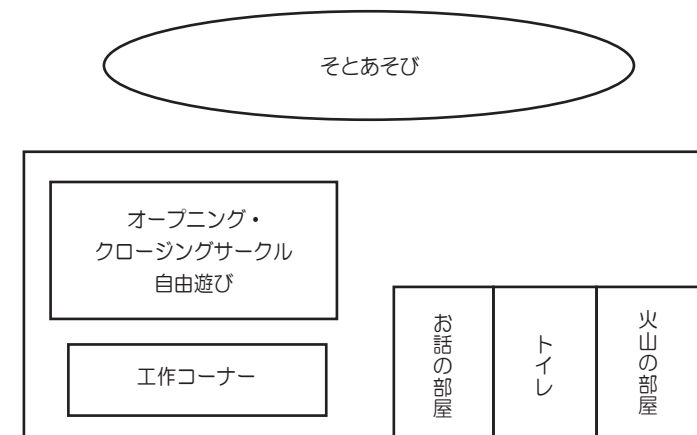 そとあそび
オープニング・
クロージングサークル
自由遊び
工作コーナー
お話の部屋
トイレ
火山の部屋